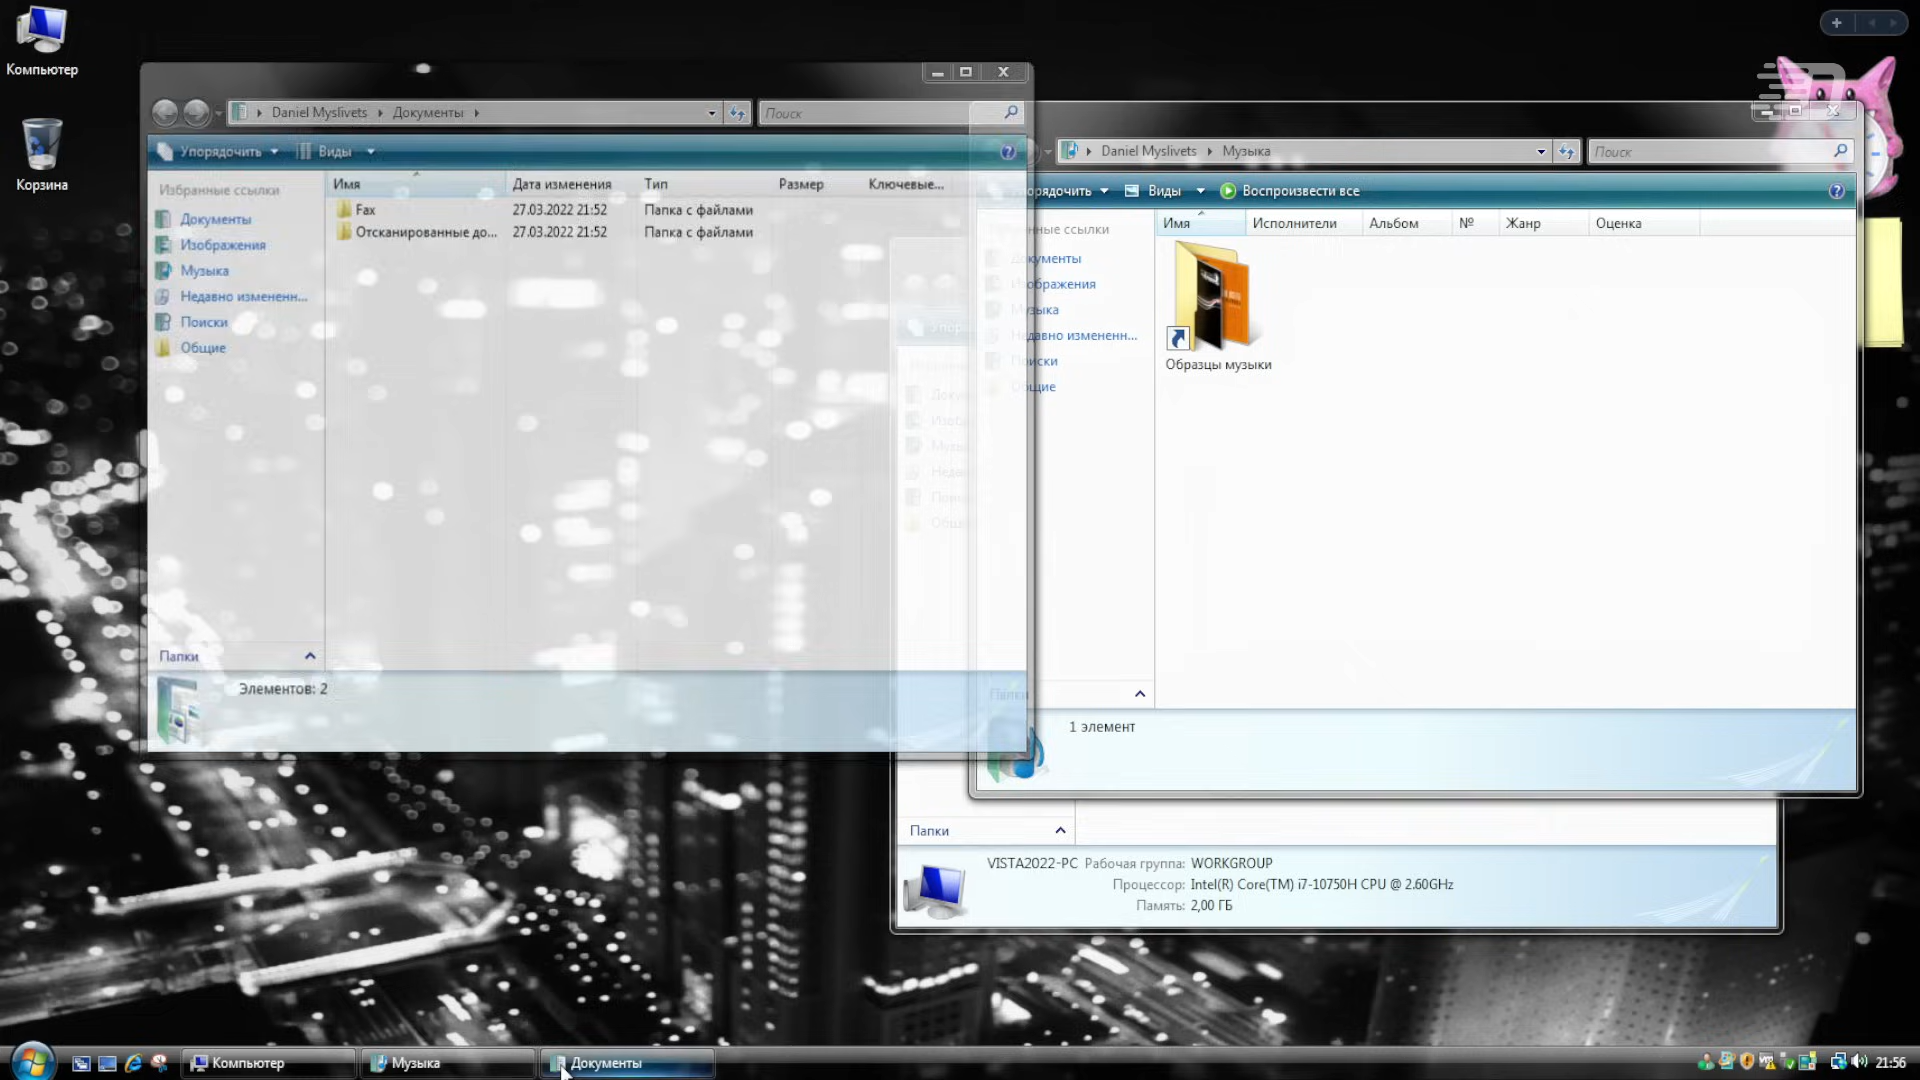 Компьютер
Корзина
Daniel Myslivets
Документы
Поиск
Упорядочить
Виды
Избранные ссылки
Документы
Изображения
Музыка
Недавно измененн...
Поиски
Общие
Имя
Дата изменения
Тип
Размер
Ключевые...
Fax
27.03.2022 21:52
Папка с файлами
Отсканированные до...
27.03.2022 21:52
Папка с файлами
Папки
Элементов: 2
Daniel Myslivets
Музыка
Поиск
Виды
Воспроизвести все
Имя
Исполнители
Альбом
№
Жанр
Оценка
ссылки
Документы
Изображения
Музыка
Недавно измененн...
Поиски
Общие
Образцы музыки
Папки
1 элемент
Папки
VISTA2022-PC Рабочая группа: WORKGROUP
Процессор: Intel(R) Core(TM) i7-10750H CPU @ 2.60GHz
Память: 2,00 ГБ
Компьютер
Музыка
Документы
21:56